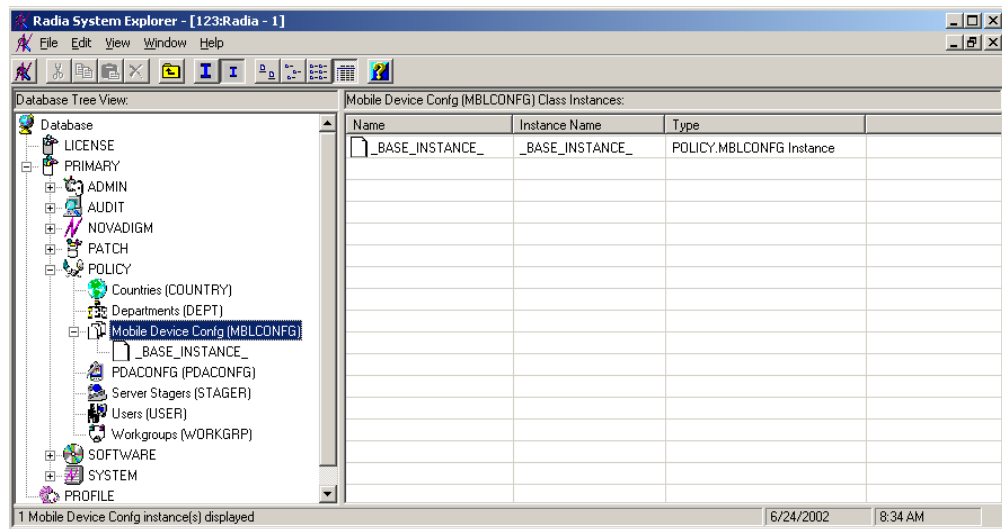 Radia System Explorer - [123:Radia - 1]
File Edit View Window Help
Database Tree View:
Mobile Device Confg (MBLCONFG) Class Instances:
Database
LICENSE
PRIMARY
ADMIN
AUDIT
NOVADIGM
PATCH
POLICY
Countries (COUNTRY)
Departments (DEPT)
Mobile Device Confg (MBLCONFG)
_BASE_INSTANCE_
PDACONFG (PDACONFG)
Server Stagers (STAGER)
Users (USER)
Workgroups (WORKGRP)
SOFTWARE
SYSTEM
PROFILE
Name Instance Name Type
_BASE_INSTANCE_ _BASE_INSTANCE_ POLICY.MBLCONFG Instance
1 Mobile Device Confg instance(s) displayed 6/24/2002 8:34 AM